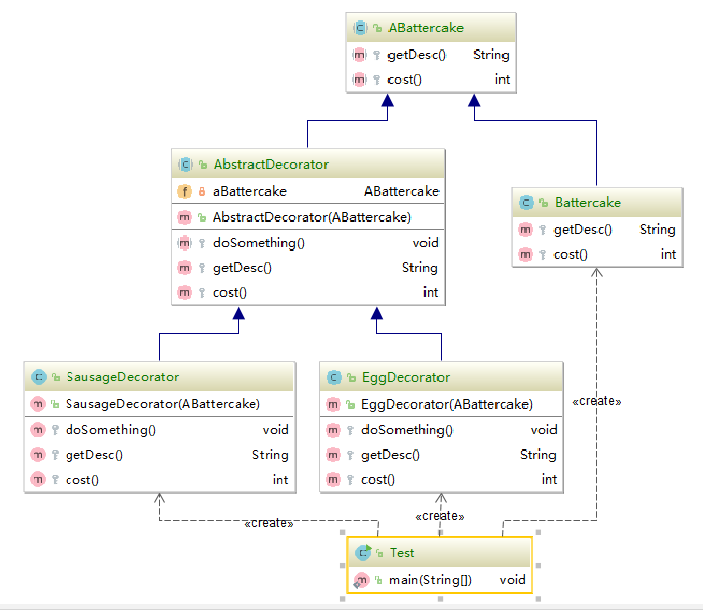 ABattercake
getDesc() String
cost() int
AbstractDecorator
aBattercake ABattercake
AbstractDecorator(ABattercake)
doSomething() void
getDesc() String
cost() int
Battercake
getDesc() String
cost() int
SausageDecorator
SausageDecorator(ABattercake)
doSomething() void
getDesc() String
cost() int
EggDecorator
EggDecorator(ABattercake)
doSomething() void
getDesc() String
cost() int
«create»
«create»
«create»
Test
main(String[]) void